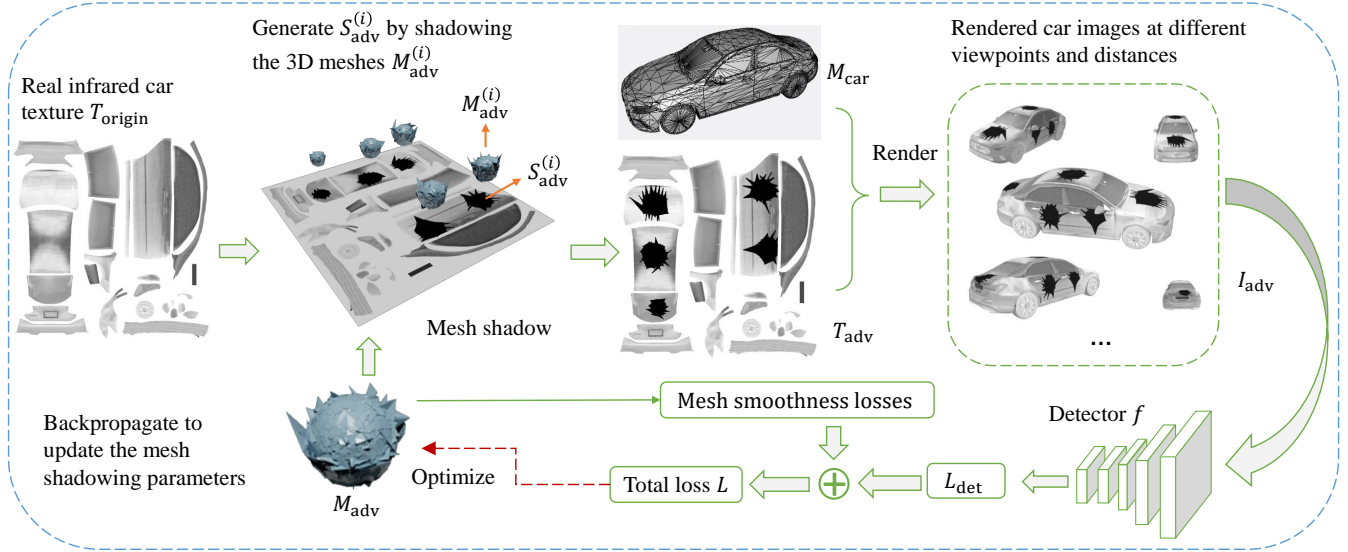 Generate S_adv^(i) by shadowing
the 3D meshes M_adv^(i)
Real infrared car
texture T_origin
M_adv^(i)
S_adv^(i)
Mesh shadow
M_car
T_adv
Render
Rendered car images at different
viewpoints and distances
...
I_adv
Detector f
L_det
Mesh smoothness losses
Total loss L
Optimize
M_adv
Backpropagate to
update the mesh
shadowing parameters